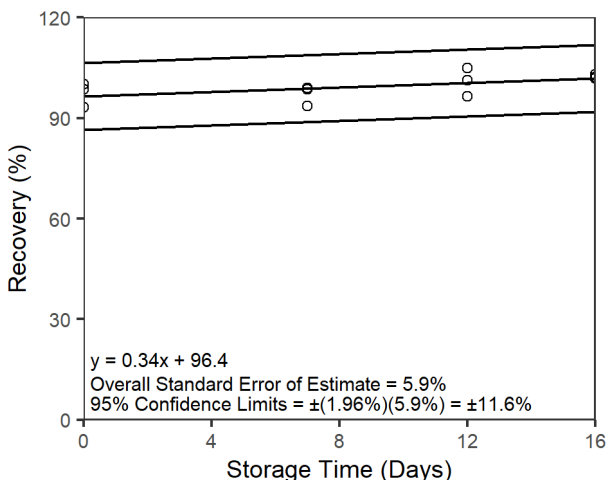 120
90
60
30
0
Recovery (%)
y = 0.34x + 96.4
Overall Standard Error of Estimate = 5.9%
95% Confidence Limits = ±(1.96%)(5.9%) = ±11.6%
0 4 8 12 16
Storage Time (Days)